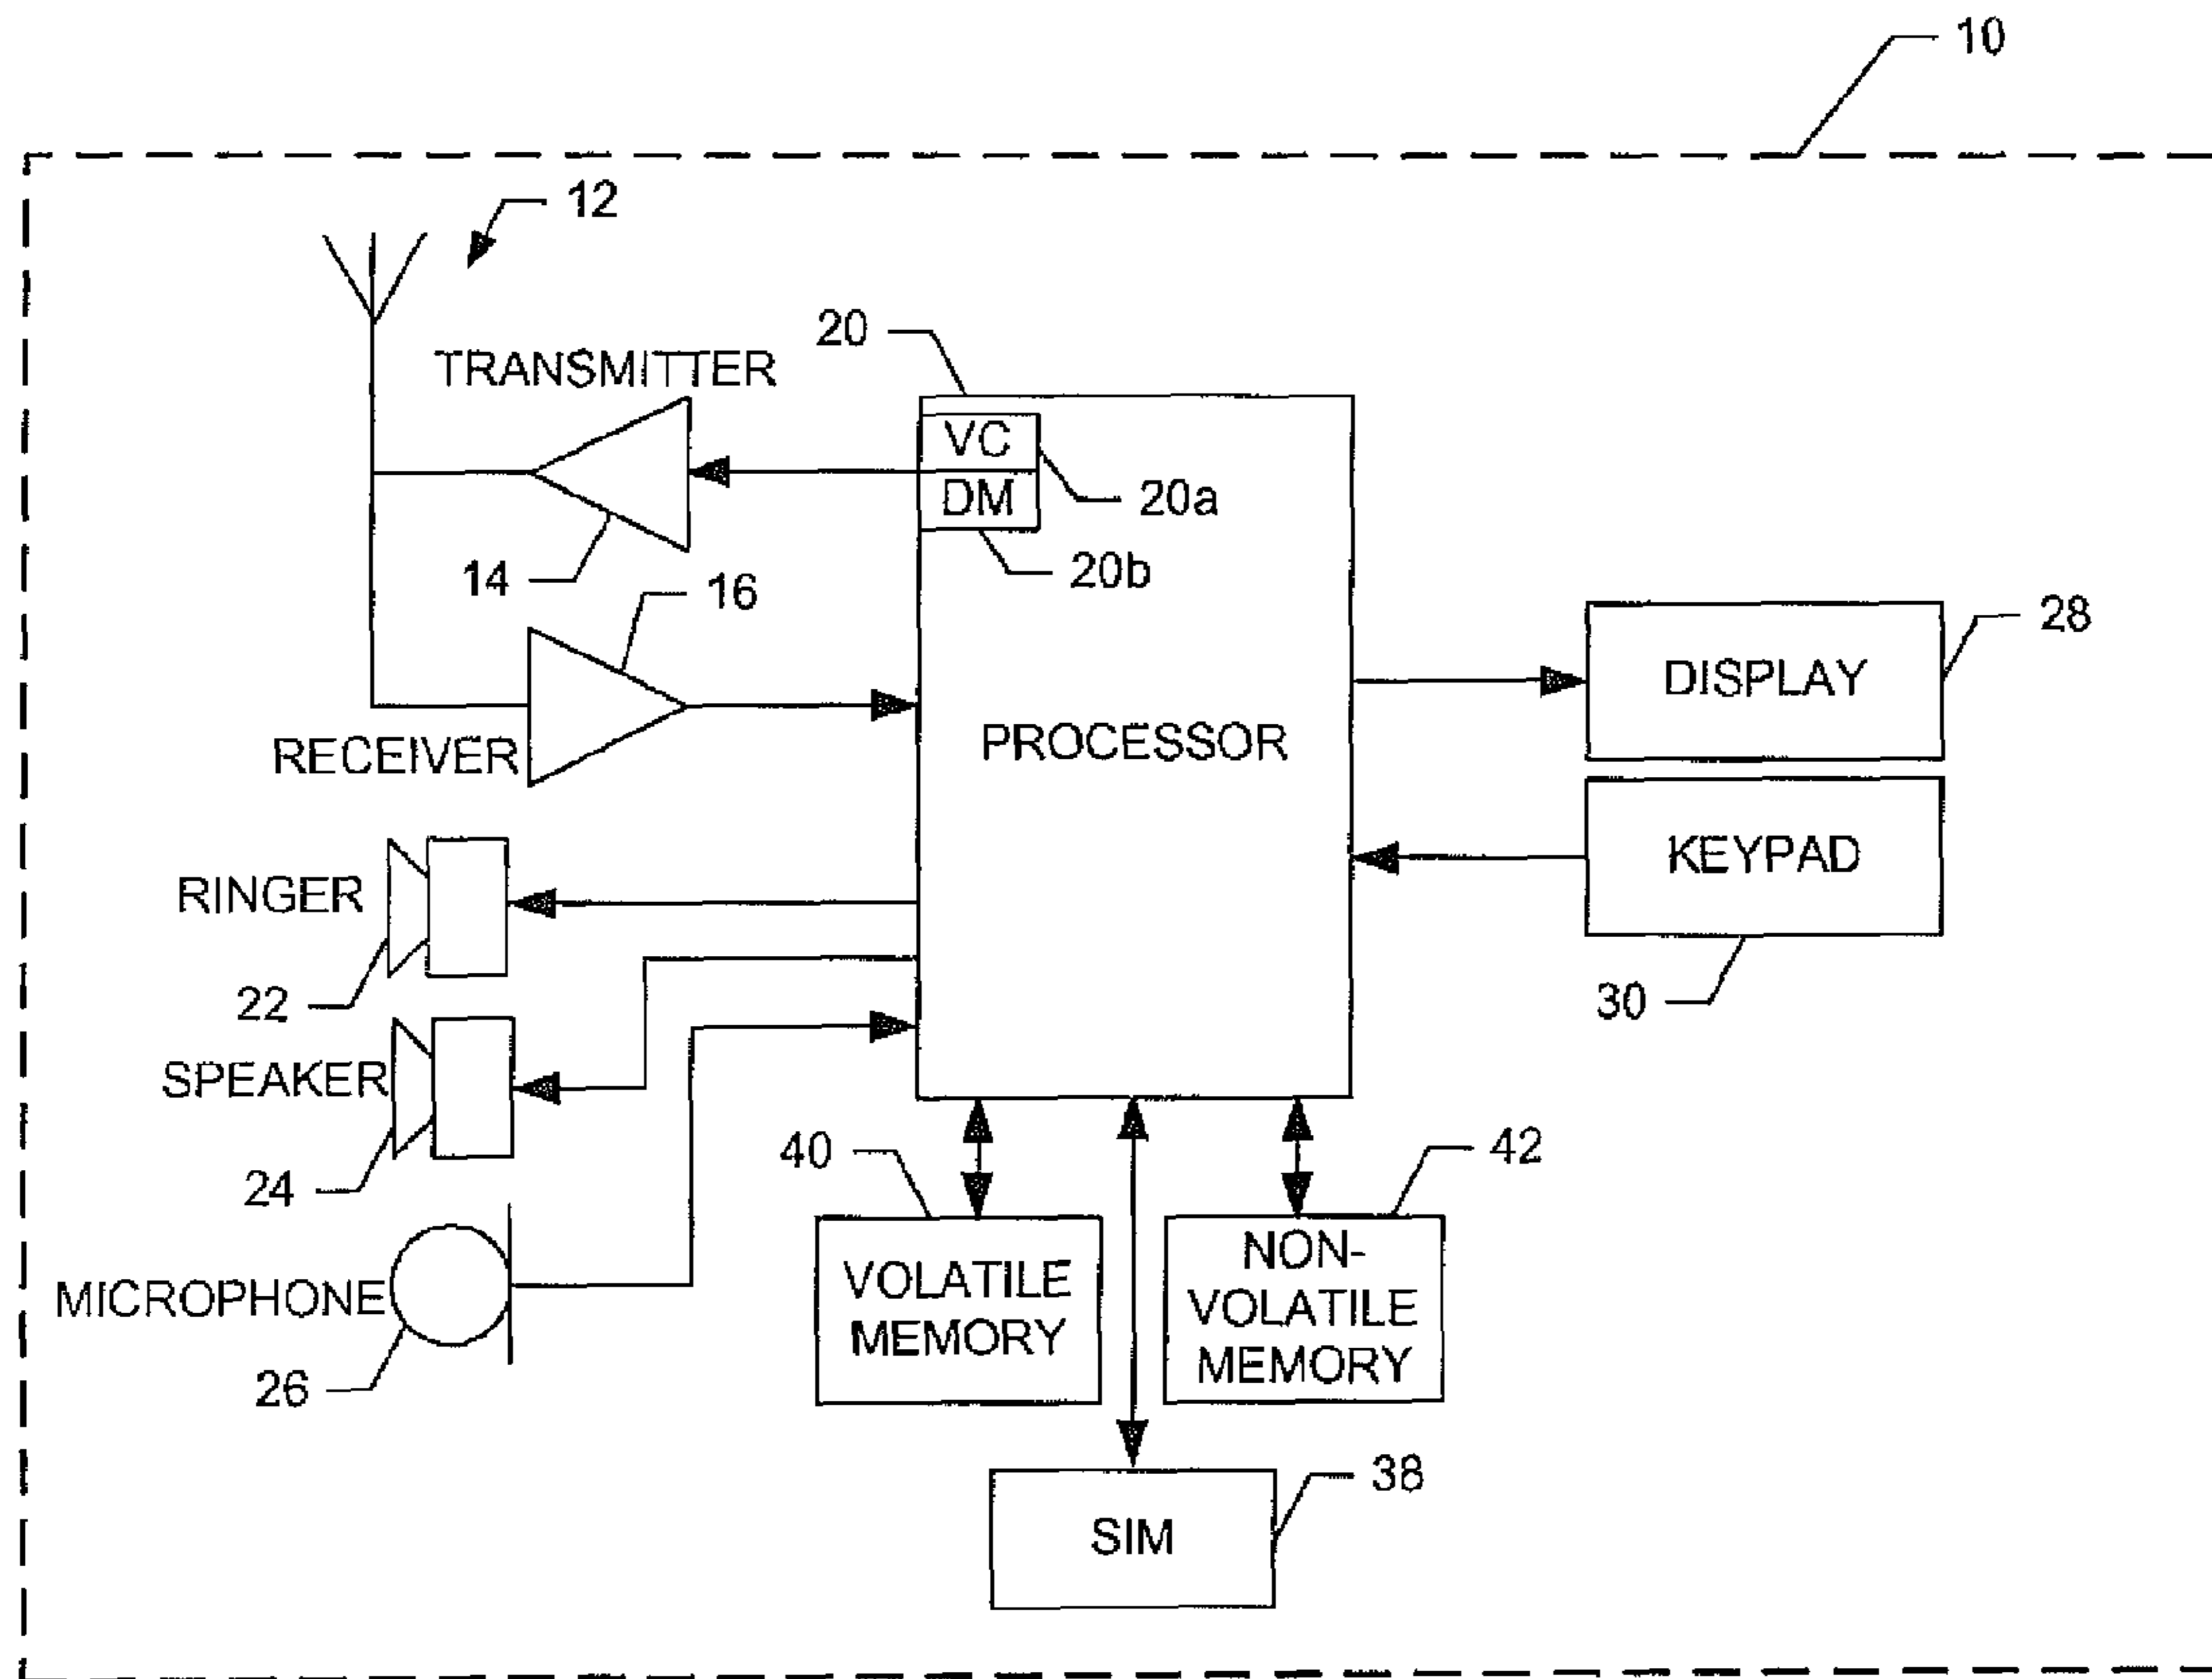 10
12
20
TRANSMITTER
VC
DM
20a
14
16
20b
28
DISPLAY
PROCESSOR
RECEIVER
KEYPAD
RINGER
22
30
SPEAKER
40
42
24
VOLATILE
MEMORY
NON-
VOLATILE
MEMORY
MICROPHONE
26
38
SIM